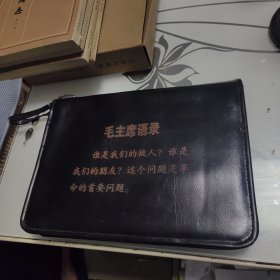 毛主席语录
谁是我们的敌人？谁是
我们的朋友？这个问题是革
命的首要问题。